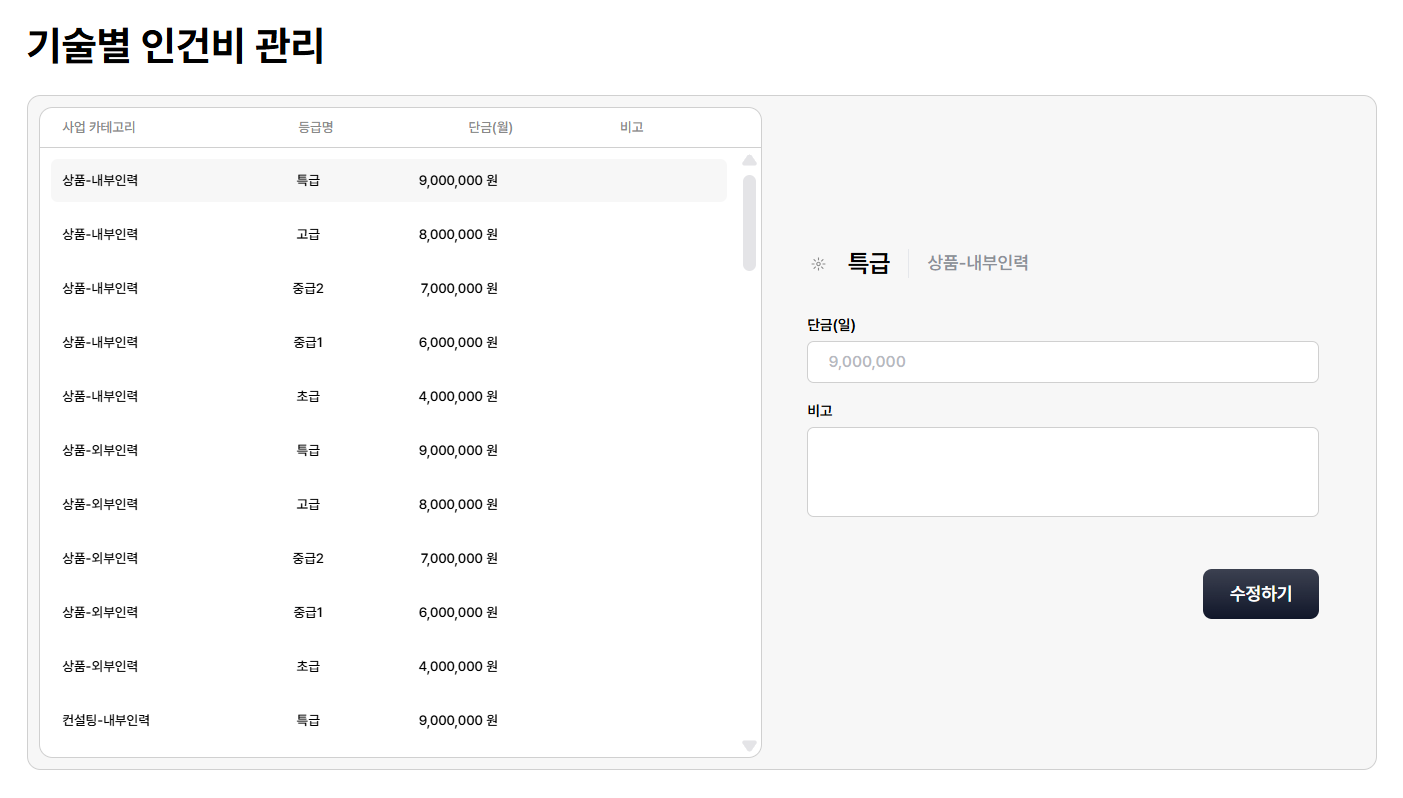 기술별 인건비 관리
사업 카테고리 등급명 단금(월) 비고
상품-내부인력 특급 9,000,000 원
상품-내부인력 고급 8,000,000 원
상품-내부인력 중급2 7,000,000 원
상품-내부인력 중급1 6,000,000 원
상품-내부인력 초급 4,000,000 원
상품-외부인력 특급 9,000,000 원
상품-외부인력 고급 8,000,000 원
상품-외부인력 중급2 7,000,000 원
상품-외부인력 중급1 6,000,000 원
상품-외부인력 초급 4,000,000 원
컨설팅-내부인력 특급 9,000,000 원
특급 상품-내부인력
단금(일)
9,000,000
비고
수정하기